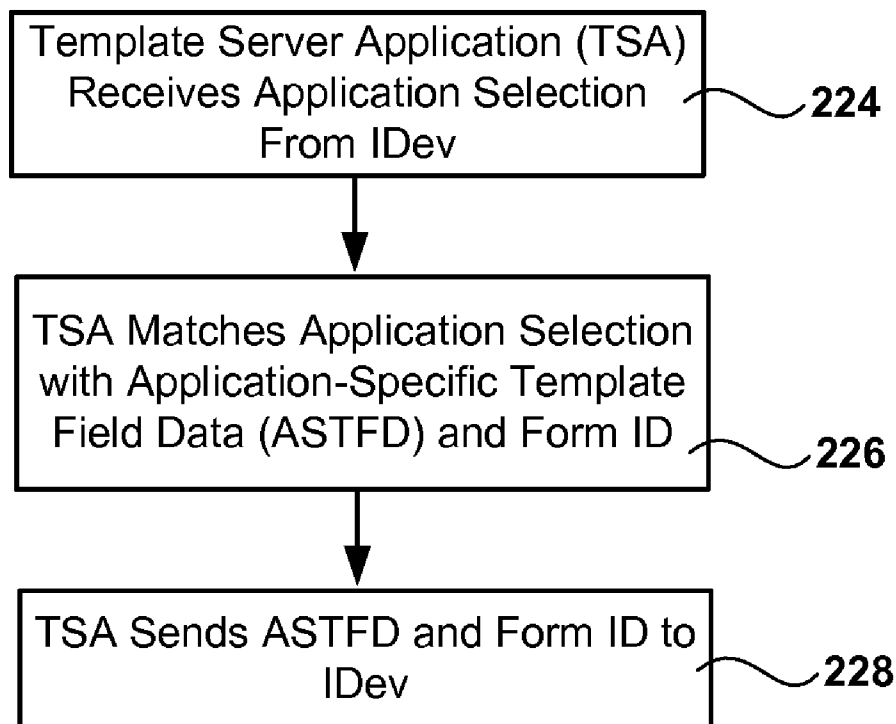 Template Server Application (TSA)
Receives Application Selection
From IDev
224
TSA Matches Application Selection
with Application-Specific Template
Field Data (ASTFD) and Form ID
226
TSA Sends ASTFD and Form ID to
IDev
228